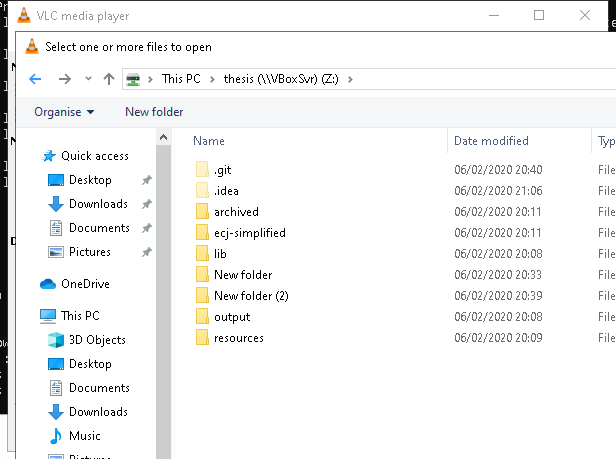 VLC media player
Select one or more files to open
This PC > thesis (\\VBoxSvr) (Z:) >
Organise New folder
Name Date modified Typ
.git 06/02/2020 20:40 File
.idea 06/02/2020 21:06 File
archived 06/02/2020 20:11 File
ecj-simplified 06/02/2020 20:11 File
lib 06/02/2020 20:08 File
New folder 06/02/2020 20:33 File
New folder (2) 06/02/2020 20:39 File
output 06/02/2020 20:08 File
resources 06/02/2020 20:09 File
Quick access
Desktop
Downloads
Documents
Pictures
OneDrive
This PC
3D Objects
Desktop
Documents
Downloads
Music
Pictures